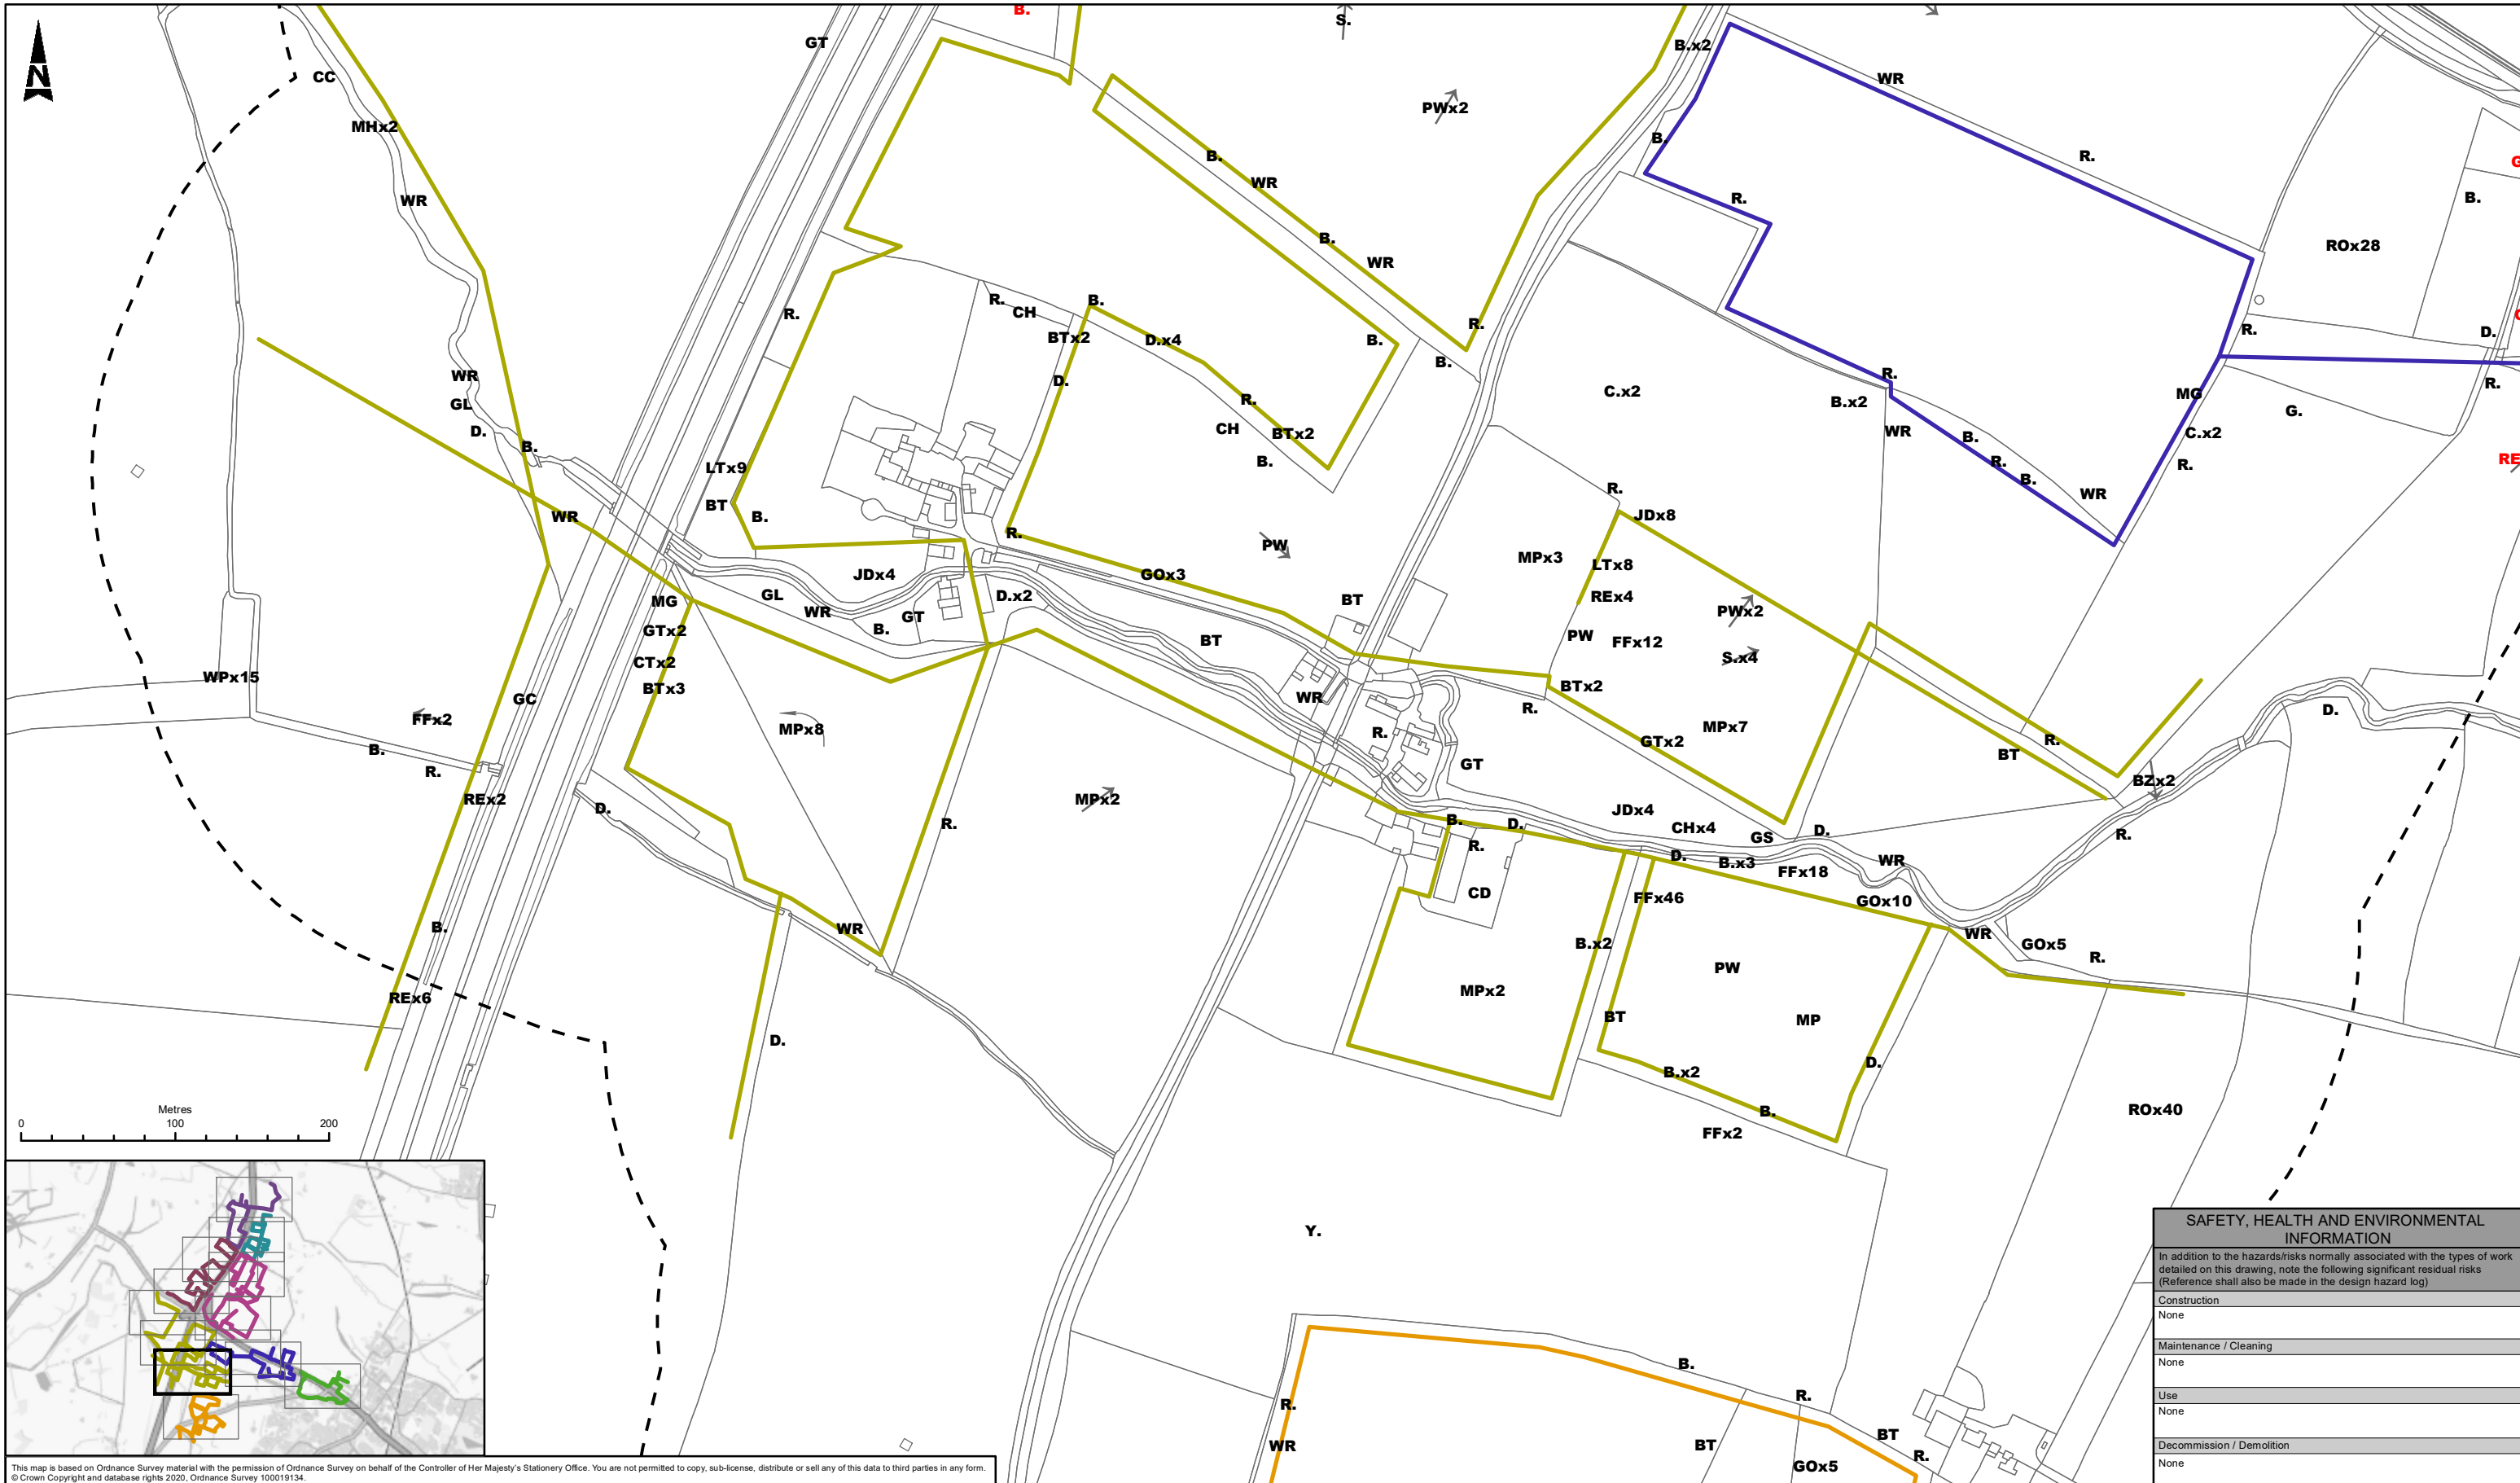 B.
S.
GT
B.x2
CC
WR
PWx2
MHx2
B.
B.
R.
WR
WR
R.
B.
WR
B.
ROx28
WR
R.
CH
B.
R.
R.
BTx2
D.x4
B.
R.
D.
B.
R.
WR
D.
R.
C.x2
B.x2
MG
GL
R.
G.
D.
CH
BTx2
WR
B.
C.x2
B.
LTx9
B.
R.
R.
RE
B.
BT
B.
WR
R.
JDx8
WR
R.
PW
MPx3
LTx8
JDx4
GOx3
MG
GL
WR
D.x2
BT
REx4
PWx2
GTx2
B.
GT
BT
PW
FFx12
CTx2
S.x4
WPx15
BTx3
BTx2
GC
WR
R.
D.
FFx2
MPx8
R.
MPx7
B.
GTx2
R.
BT
R.
GT
BZx2
REx2
D.
MPx2
R.
JDx4
B.
D.
CHx4
GS
D.
R.
R.
D.
B.x3
WR
FFx18
CD
FFx46
GOx10
B.
WR
B.x2
WR
GOx5
R.
PW
REx6
MPx2
BT
MP
D.
B.x2
D.
B.
ROx40
FFx2
Y.
B.
R.
R.
WR
BT
BT
R.
GOx5
N
Metres
0 100 200
SAFETY, HEALTH AND ENVIRONMENTAL
INFORMATION
In addition to the hazards/risks normally associated with the types of work
detailed on this drawing, note the following significant residual risks
(Reference shall also be made in the design hazard log)
Construction
None
Maintenance / Cleaning
None
Use
None
Decommission / Demolition
None
This map is based on Ordnance Survey material with the permission of Ordnance Survey on behalf of the Controller of Her Majesty's Stationery Office. You are not permitted to copy, sub-license, distribute or sell any of this data to third parties in any form.
© Crown Copyright and database rights 2020, Ordnance Survey 100019134.